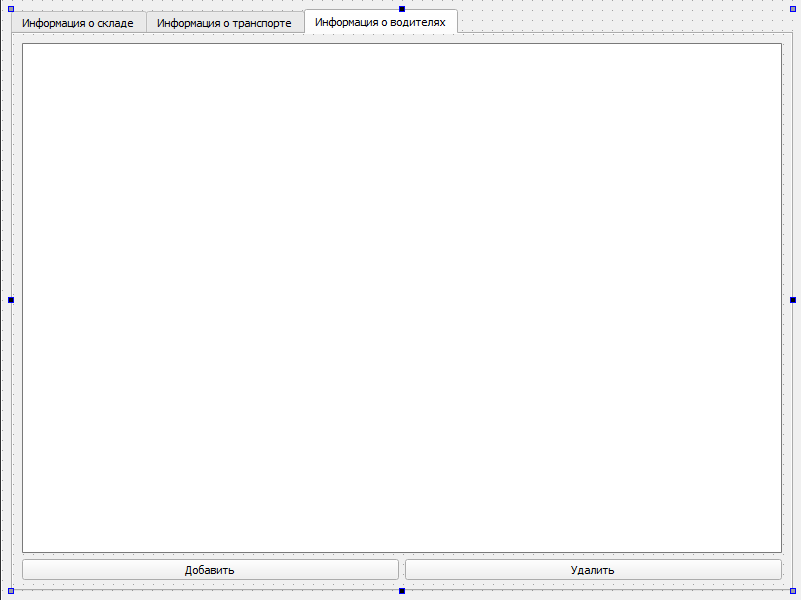 Информация о складе Информация о транспорте Информация о водителях
Добавить Удалить